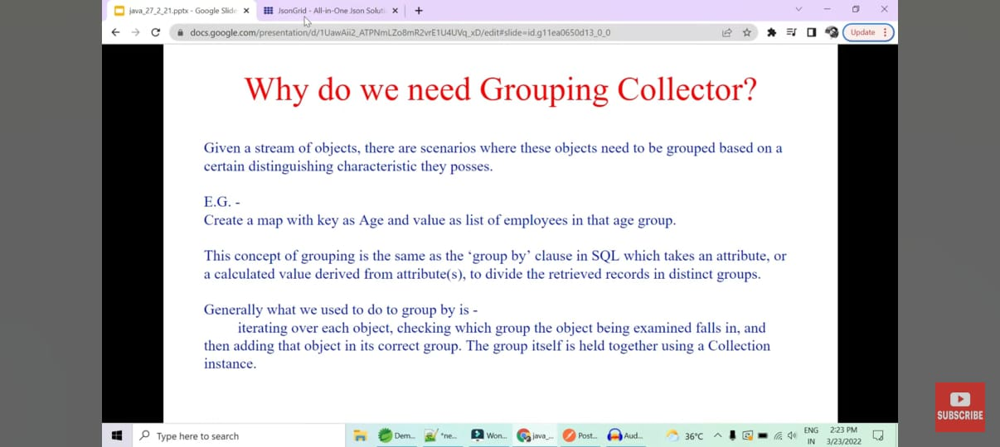 java_27_2_21.pptx - Google Slide
JsonGrid - All-in-One Json Soluti
docs.google.com/presentation/d/1UawAii2_ATPNmLZo8mR2vrE1U4UVq_xD/edit#slide=id.g11ea0650d13_0_0
Update
Why do we need Grouping Collector?
Given a stream of objects, there are scenarios where these objects need to be grouped based on a
certain distinguishing characteristic they posses.
E.G. -
Create a map with key as Age and value as list of employees in that age group.
This concept of grouping is the same as the ‘group by’ clause in SQL which takes an attribute, or
a calculated value derived from attribute(s), to divide the retrieved records in distinct groups.
Generally what we used to do to group by is -
iterating over each object, checking which group the object being examined falls in, and
then adding that object in its correct group. The group itself is held together using a Collection
instance.
SUBSCRIBE
Type here to search
Dem...
*ne...
Won...
java_...
Post...
Aud...
36°C
ENG
IN
2:23 PM
3/23/2022